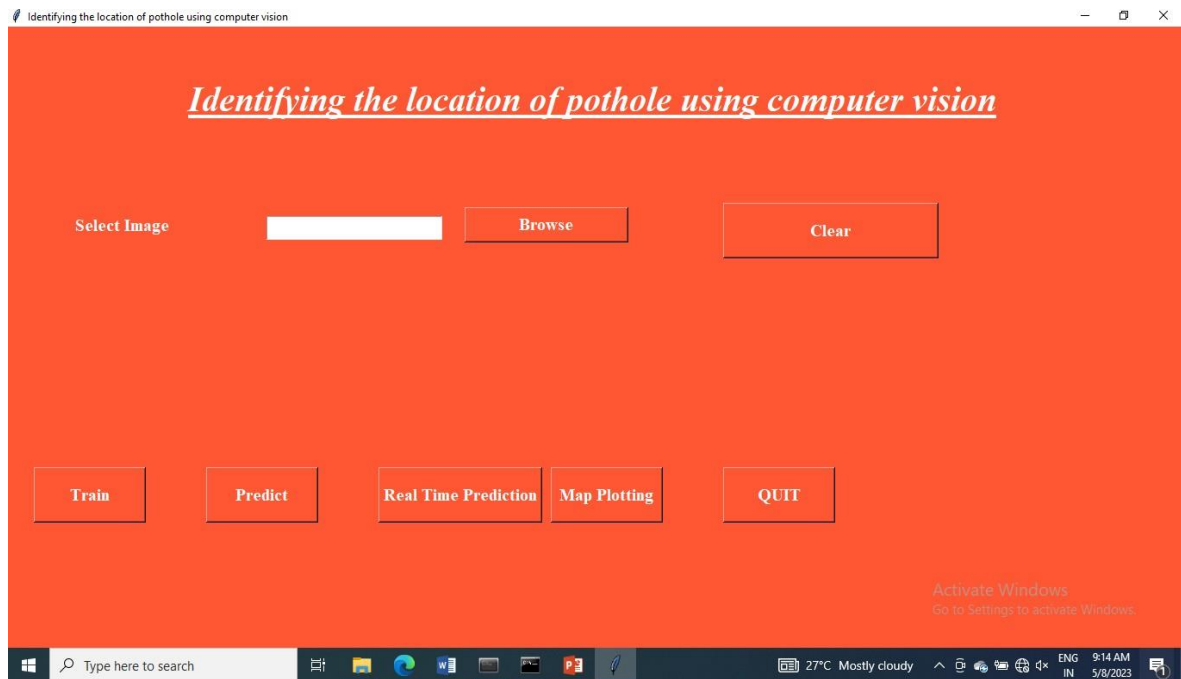 Identifying the location of pothole using computer vision
Identifying the location of pothole using computer vision
Select Image
Browse
Clear
Train
Predict
Real Time Prediction
Map Plotting
QUIT
Activate Windows
Go to Settings to activate Windows.
Type here to search
27°C Mostly cloudy
ENG
IN
9:14 AM
5/8/2023
1